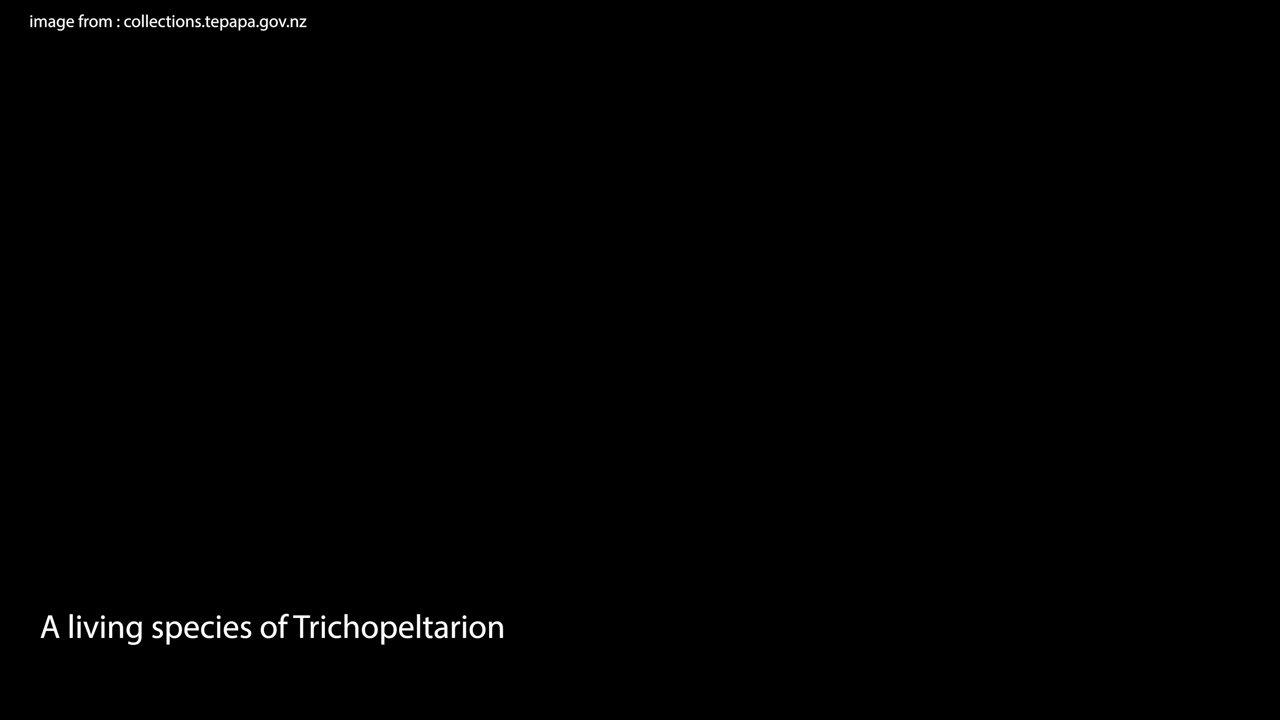 image from : collections.tepapa.gov.nz
A living species of Trichopeltarion